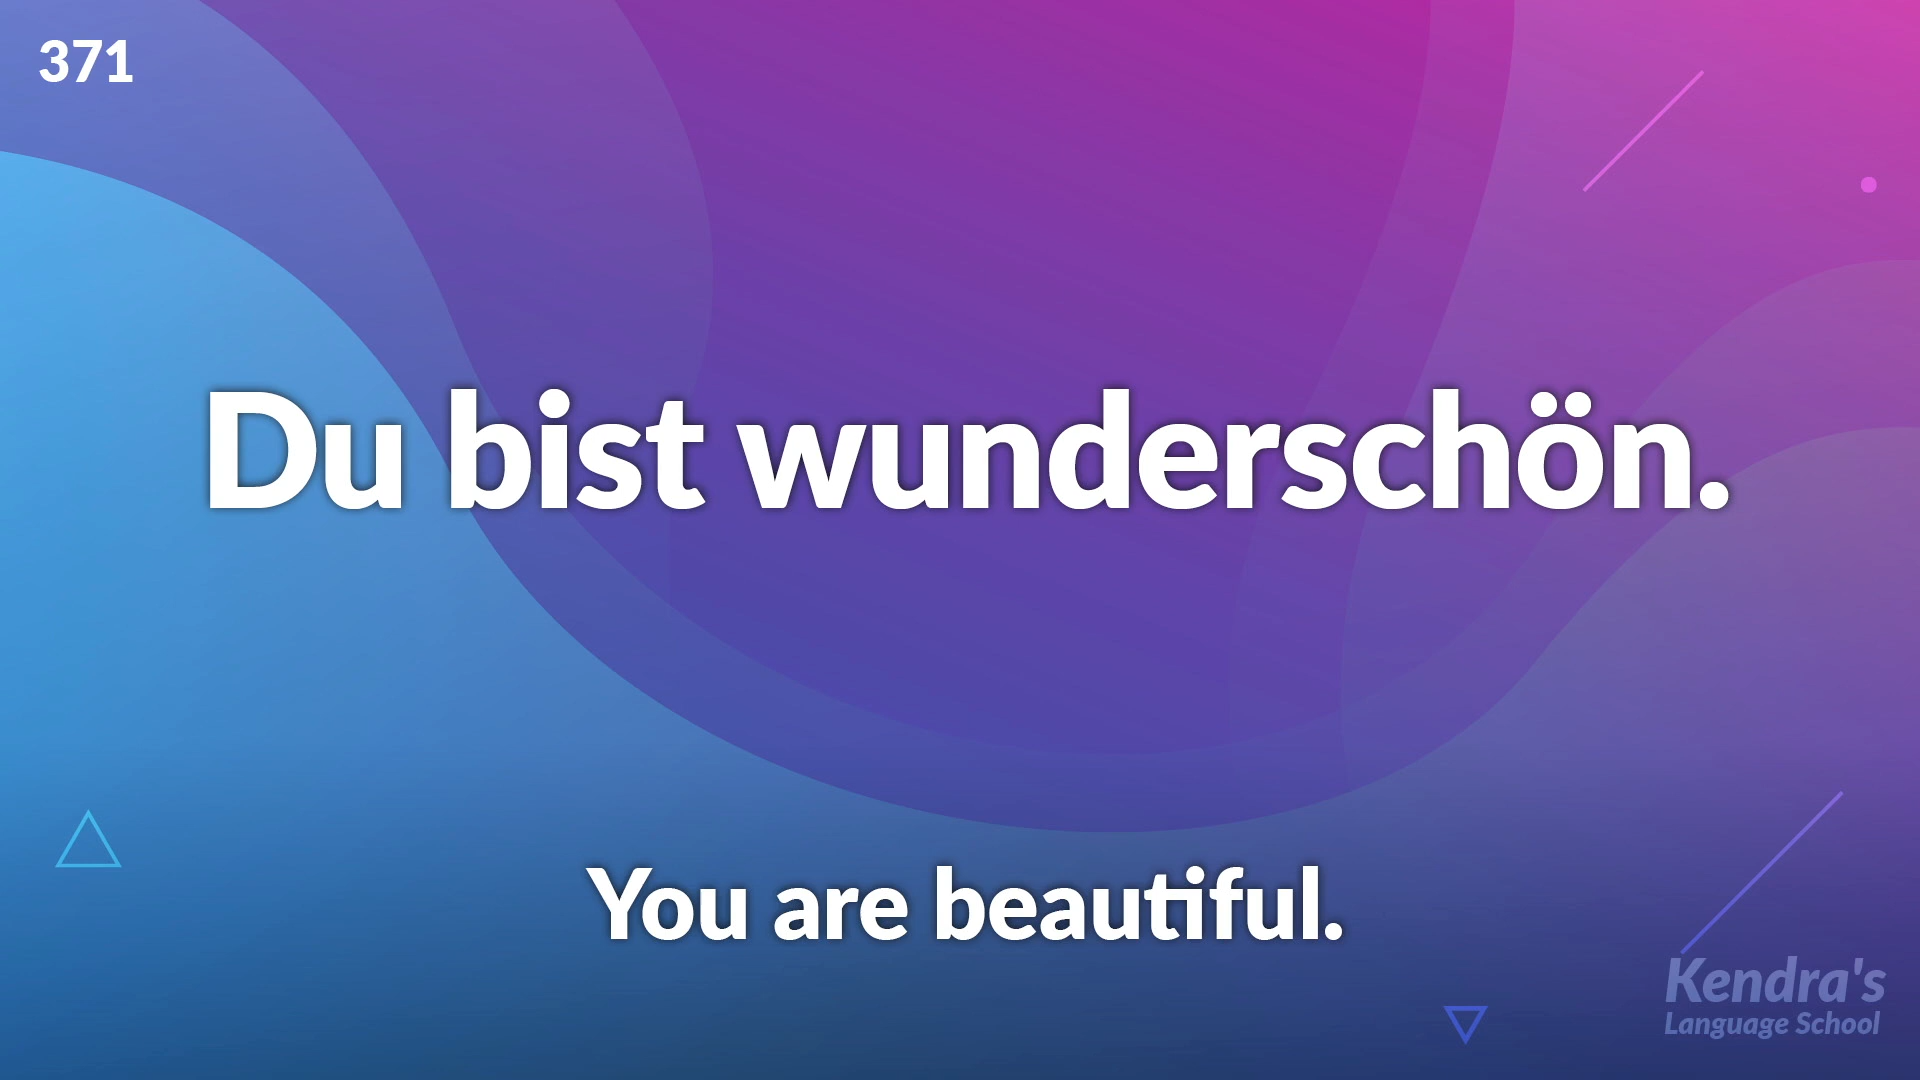 371
Du bist wunderschön.
You are beautiful.
Kendra's
Language School